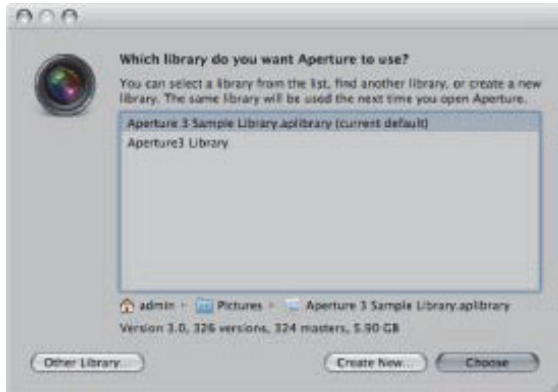 Which library do you want Aperture to use?
You can select a library from the list, find another library, or create a new
library. The same library will be used the next time you open Aperture.
Aperture 3 Sample Library.aplibrary (current default)
Aperture3 Library
admin ▸ Pictures ▸ Aperture 3 Sample Library.aplibrary
Version 3.0, 326 versions, 324 masters, 5.90 GB
Other Library... Create New... Choose